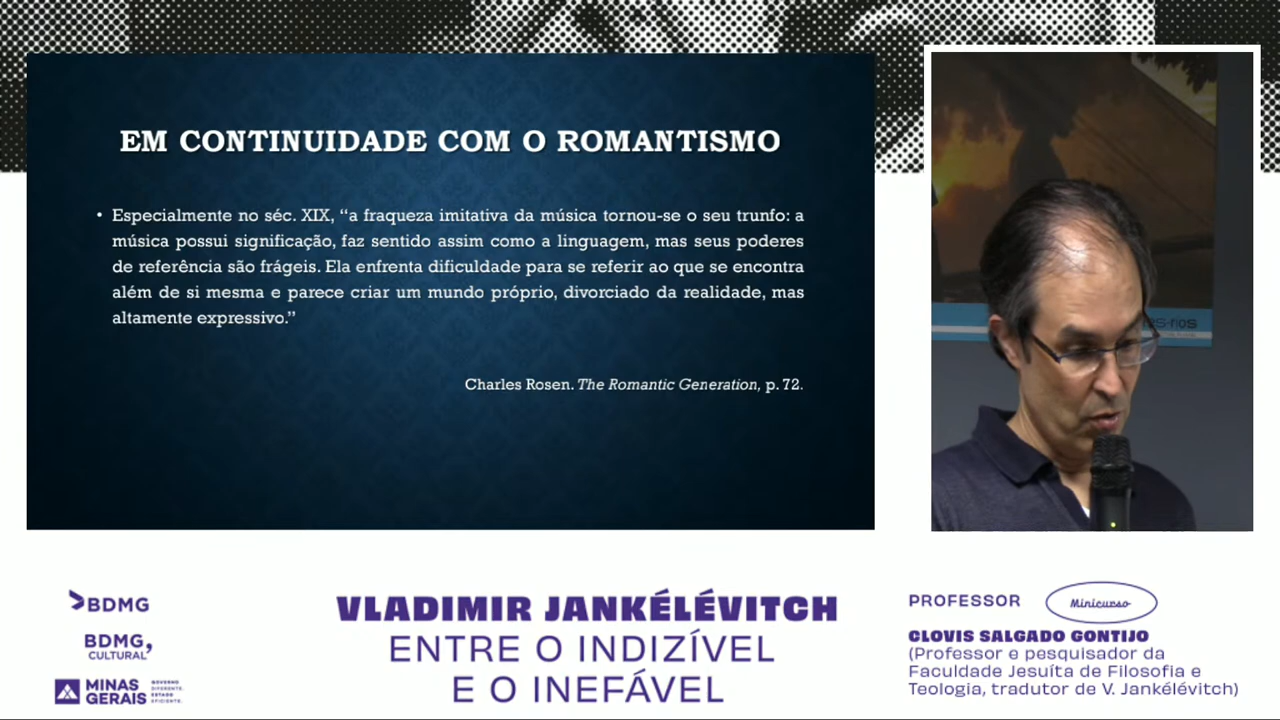 EM CONTINUIDADE COM O ROMANTISMO
• Especialmente no séc. XIX, “a fraqueza imitativa da música tornou-se o seu trunfo: a
música possui significação, faz sentido assim como a linguagem, mas seus poderes
de referência são frágeis. Ela enfrenta dificuldade para se referir ao que se encontra
além de si mesma e parece criar um mundo próprio, divorciado da realidade, mas
altamente expressivo.”
Charles Rosen. The Romantic Generation, p. 72.
BDMG
BDMG
CULTURAL
MINAS
GERAIS
GOVERNO
DIFERENTE.
ESTADO
EFICIENTE.
VLADIMIR JANKÉLÉVITCH
ENTRE O INDIZÍVEL
E O INEFÁVEL
PROFESSOR
Minicurso
CLOVIS SALGADO GONTIJO
(Professor e pesquisador da
Faculdade Jesuíta de Filosofia e
Teologia, tradutor de V. Jankélévitch)